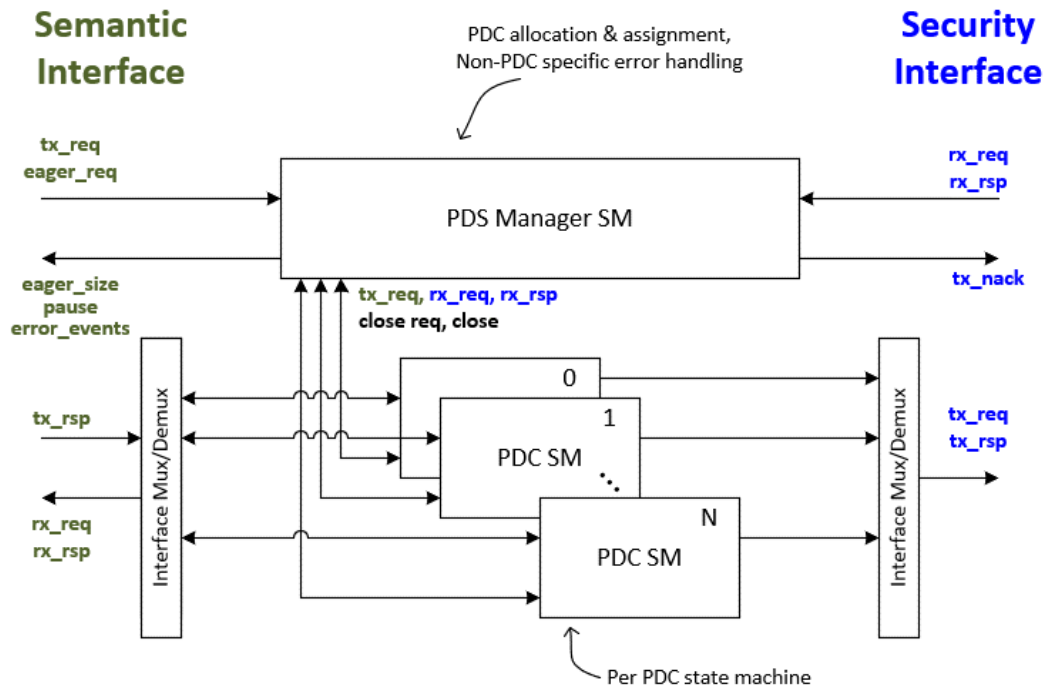 Semantic
Interface
Security
Interface
PDC allocation & assignment,
Non-PDC specific error handling
tx_req
eager_req
rx_req
rx_rsp
PDS Manager SM
eager_size
pause
error_events
tx_nack
tx_req, rx_req, rx_rsp
close req, close
Interface Mux/Demux
tx_rsp
rx_req
rx_rsp
0
1
PDC SM
N
PDC SM
Interface Mux/Demux
tx_req
tx_rsp
Per PDC state machine